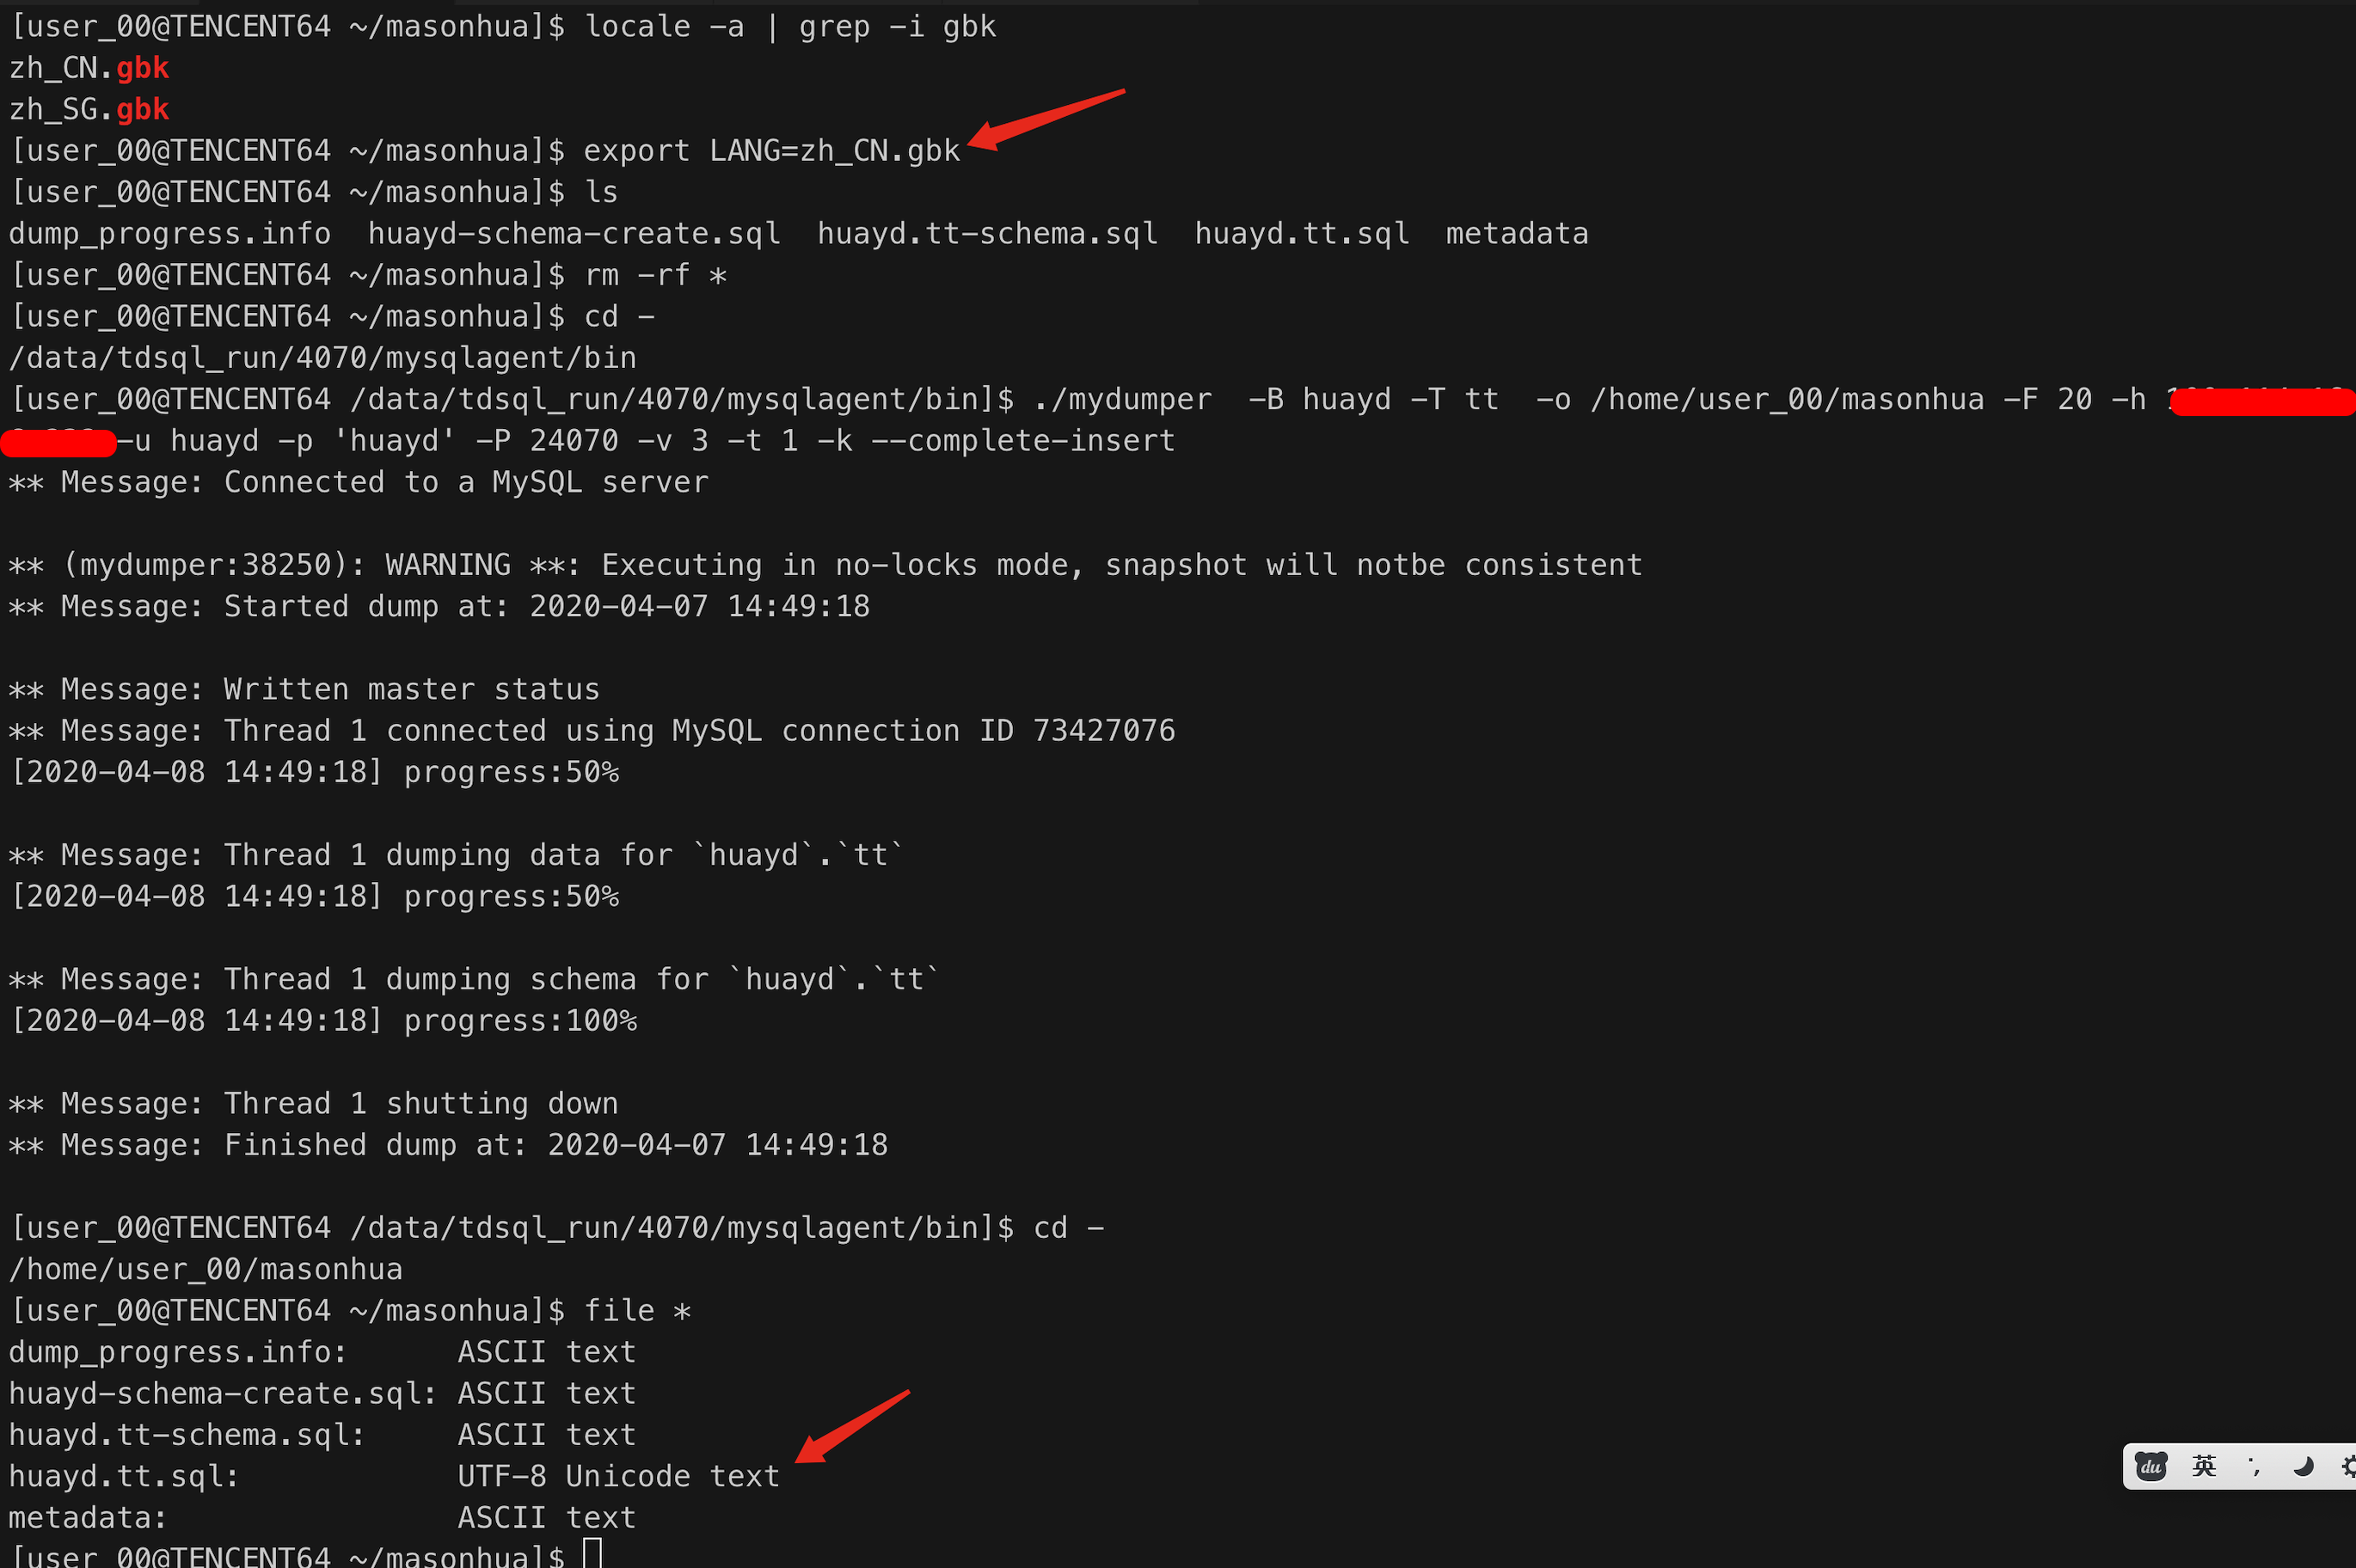 [user_00@TENCENT64 ~/masonhua]$ locale -a | grep -i gbk
zh_CN.gbk
zh_SG.gbk
[user_00@TENCENT64 ~/masonhua]$ export LANG=zh_CN.gbk
[user_00@TENCENT64 ~/masonhua]$ ls
dump_progress.info  huayd-schema-create.sql  huayd.tt-schema.sql  huayd.tt.sql  metadata
[user_00@TENCENT64 ~/masonhua]$ rm -rf *
[user_00@TENCENT64 ~/masonhua]$ cd -
/data/tdsql_run/4070/mysqlagent/bin
[user_00@TENCENT64 /data/tdsql_run/4070/mysqlagent/bin]$ ./mydumper  -B huayd -T tt  -o /home/user_00/masonhua -F 20 -h
-u huayd -p 'huayd' -P 24070 -v 3 -t 1 -k --complete-insert
** Message: Connected to a MySQL server
** (mydumper:38250): WARNING **: Executing in no-locks mode, snapshot will notbe consistent
** Message: Started dump at: 2020-04-07 14:49:18
** Message: Written master status
** Message: Thread 1 connected using MySQL connection ID 73427076
[2020-04-08 14:49:18] progress:50%
** Message: Thread 1 dumping data for `huayd`.`tt`
[2020-04-08 14:49:18] progress:50%
** Message: Thread 1 dumping schema for `huayd`.`tt`
[2020-04-08 14:49:18] progress:100%
** Message: Thread 1 shutting down
** Message: Finished dump at: 2020-04-07 14:49:18
[user_00@TENCENT64 /data/tdsql_run/4070/mysqlagent/bin]$ cd -
/home/user_00/masonhua
[user_00@TENCENT64 ~/masonhua]$ file *
dump_progress.info:      ASCII text
huayd-schema-create.sql: ASCII text
huayd.tt-schema.sql:     ASCII text
huayd.tt.sql:            UTF-8 Unicode text
metadata:                ASCII text
[user_00@TENCENT64 ~/masonhua]$
du 英